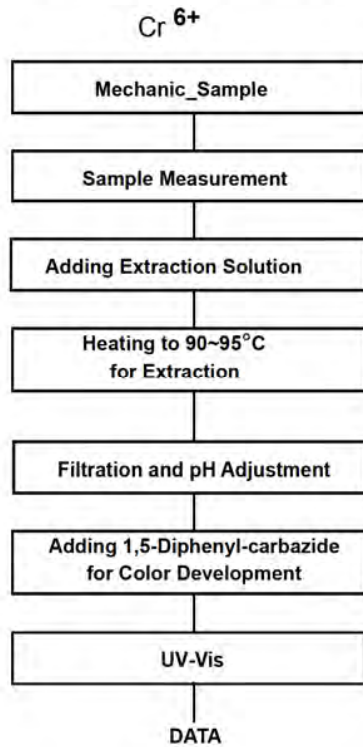 Cr 6+
Mechanic_Sample
Sample Measurement
Adding Extraction Solution
Heating to 90~95°C
for Extraction
Filtration and pH Adjustment
Adding 1,5-Diphenyl-carbazide
for Color Development
UV-Vis
DATA